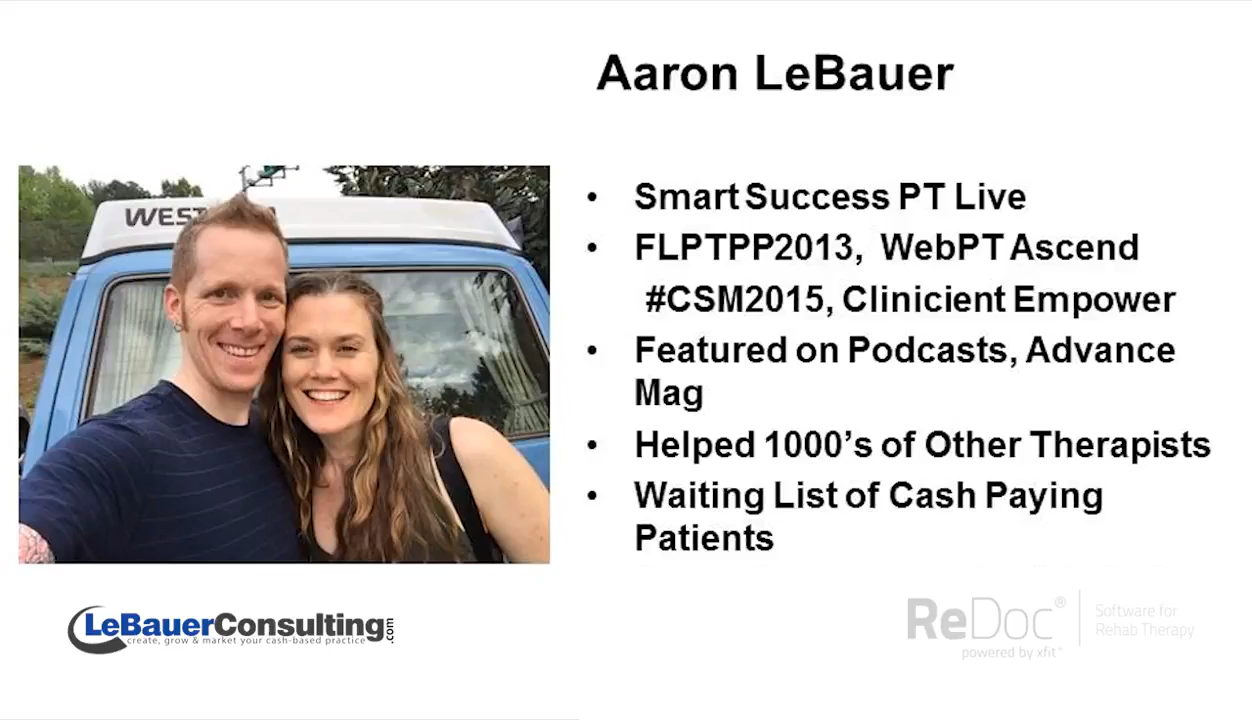 Aaron LeBauer
• Smart Success PT Live
• FLPTPP2013, WebPT Ascend
#CSM2015, Clinicient Empower
• Featured on Podcasts, Advance
Mag
• Helped 1000’s of Other Therapists
• Waiting List of Cash Paying
Patients
LeBauerConsulting.com
create, grow & market your cash-based practice
ReDoc®
Software for
Rehab Therapy
powered by xfit